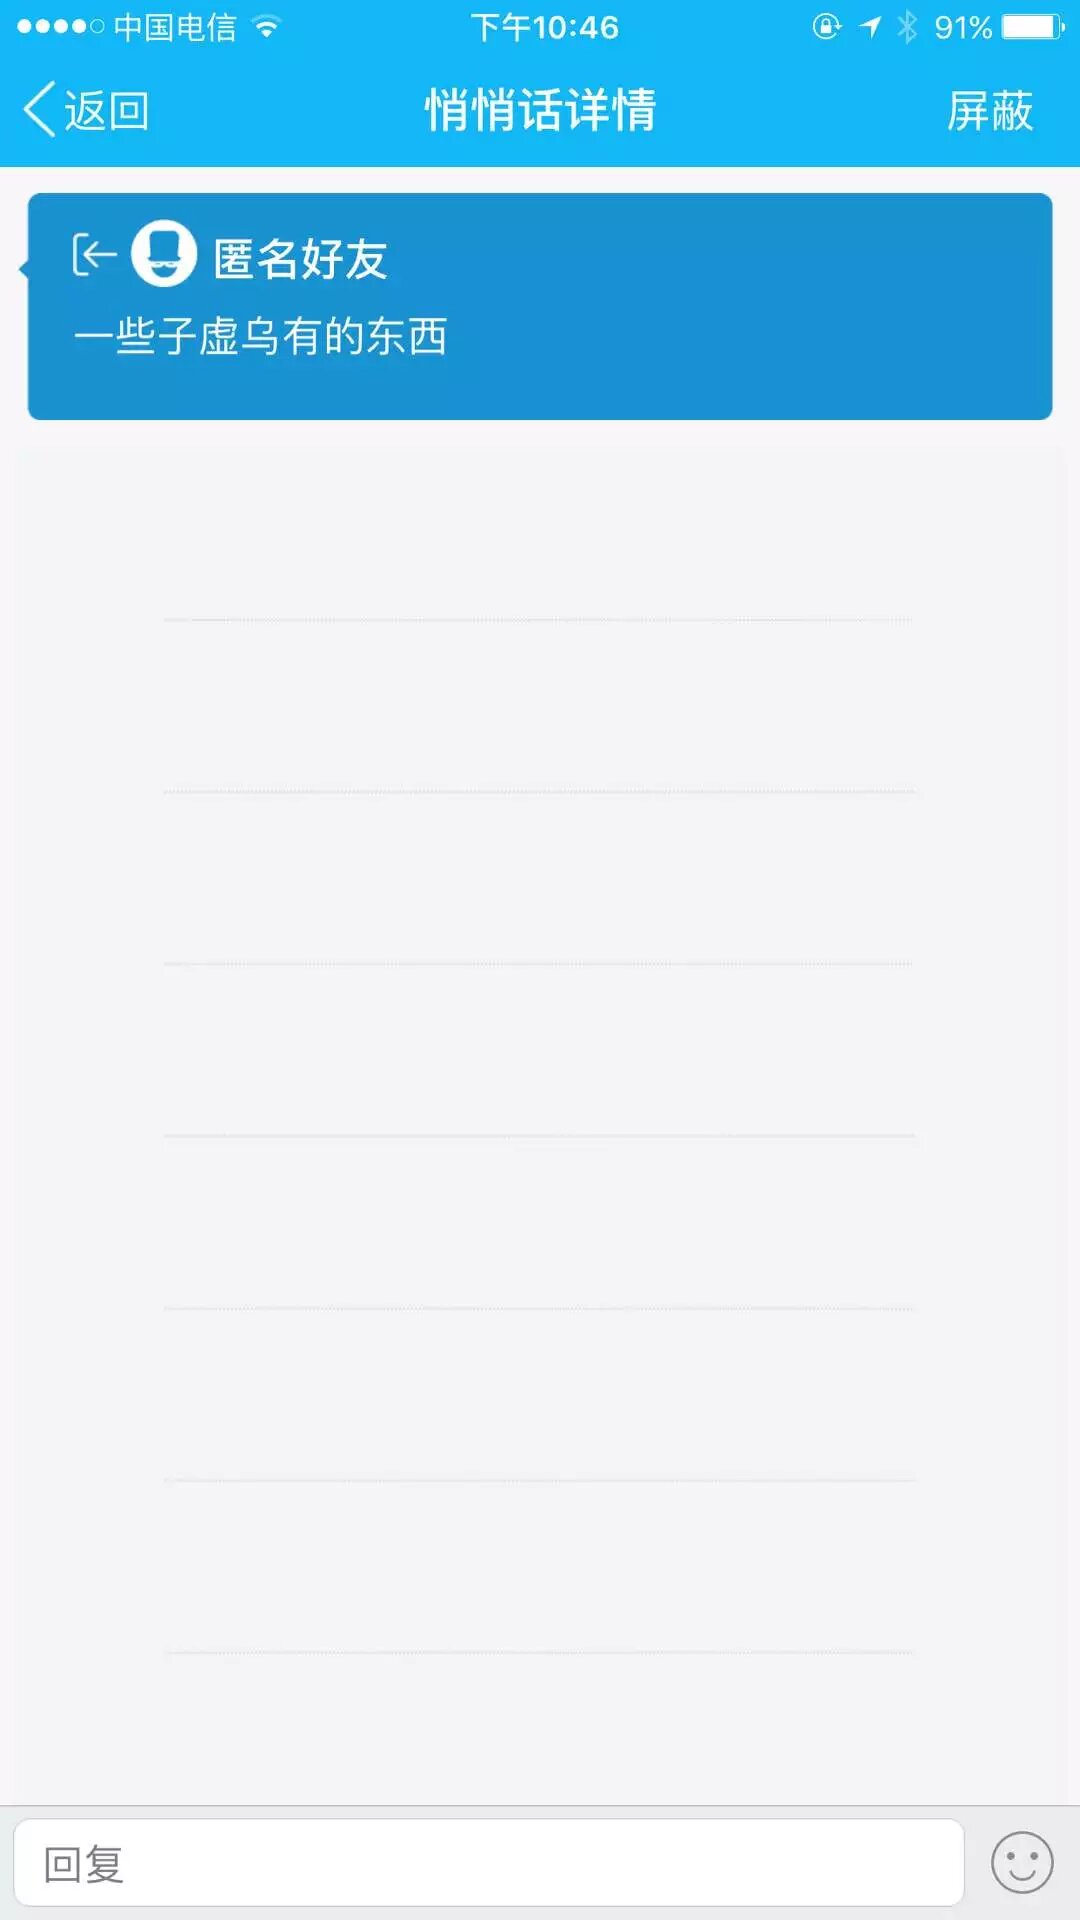 中国电信 下午10:46 91%
返回 悄悄话详情 屏蔽
匿名好友
一些子虚乌有的东西
回复